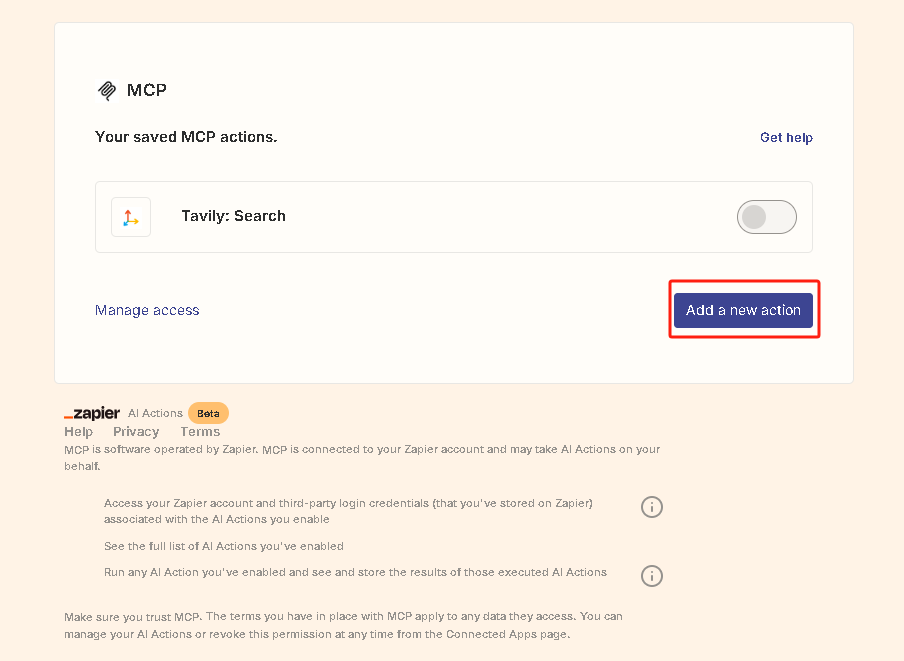 MCP
Your saved MCP actions.
Get help
Tavily: Search
Manage access
Add a new action
zapier AI Actions Beta
Help Privacy Terms
MCP is software operated by Zapier. MCP is connected to your Zapier account and may take AI Actions on your
behalf.
Access your Zapier account and third-party login credentials (that you've stored on Zapier)
associated with the AI Actions you enable
See the full list of AI Actions you've enabled
Run any AI Action you've enabled and see and store the results of those executed AI Actions
Make sure you trust MCP. The terms you have in place with MCP apply to any data they access. You can
manage your AI Actions or revoke this permission at any time from the Connected Apps page.